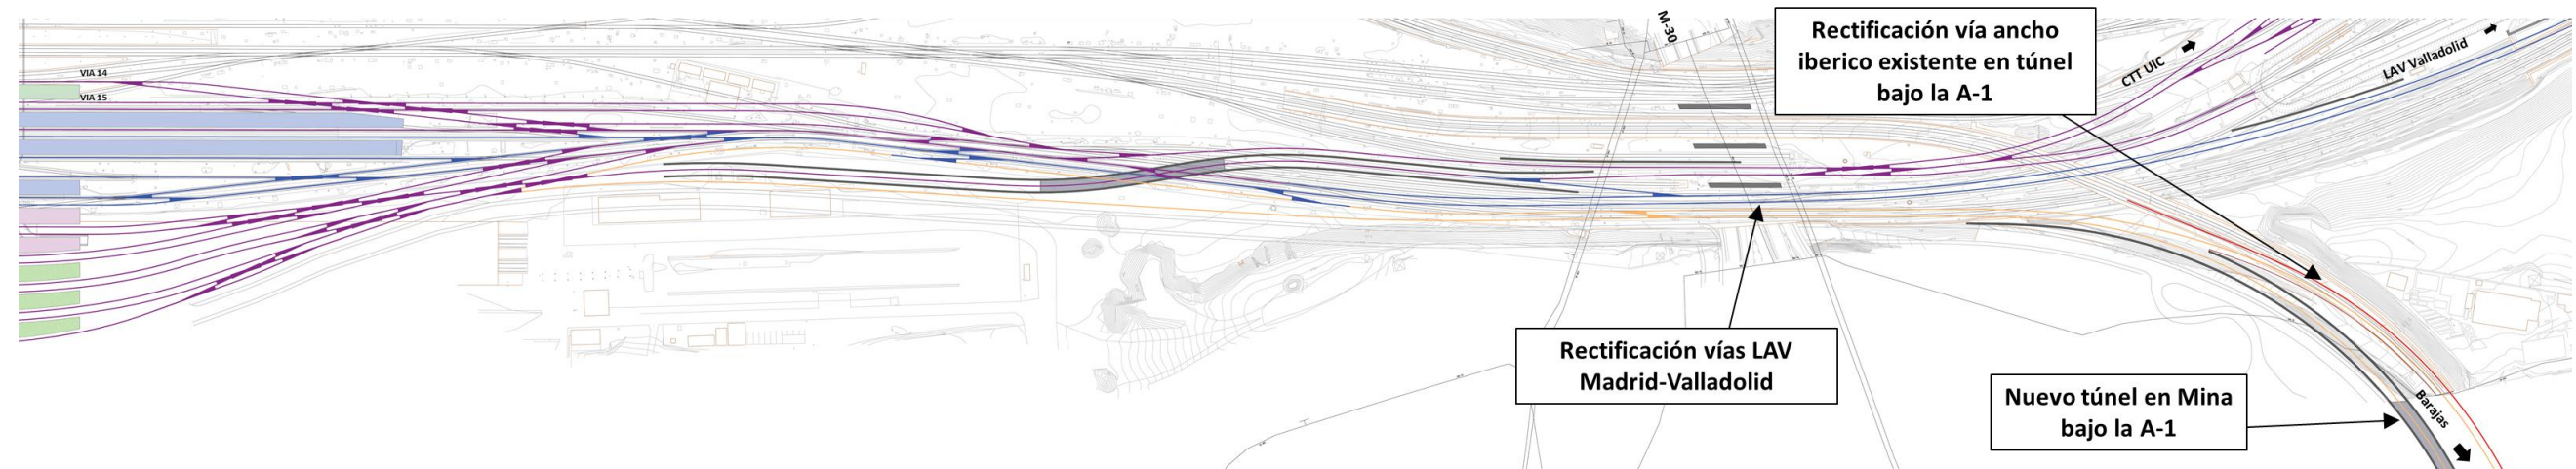 VIA 14
VIA 15
M-30
Rectificación vía ancho
iberico existente en túnel
bajo la A-1
CTT UIC
LAV Valladolid
Rectificación vías LAV
Madrid-Valladolid
Nuevo túnel en Mina
bajo la A-1
Barajas